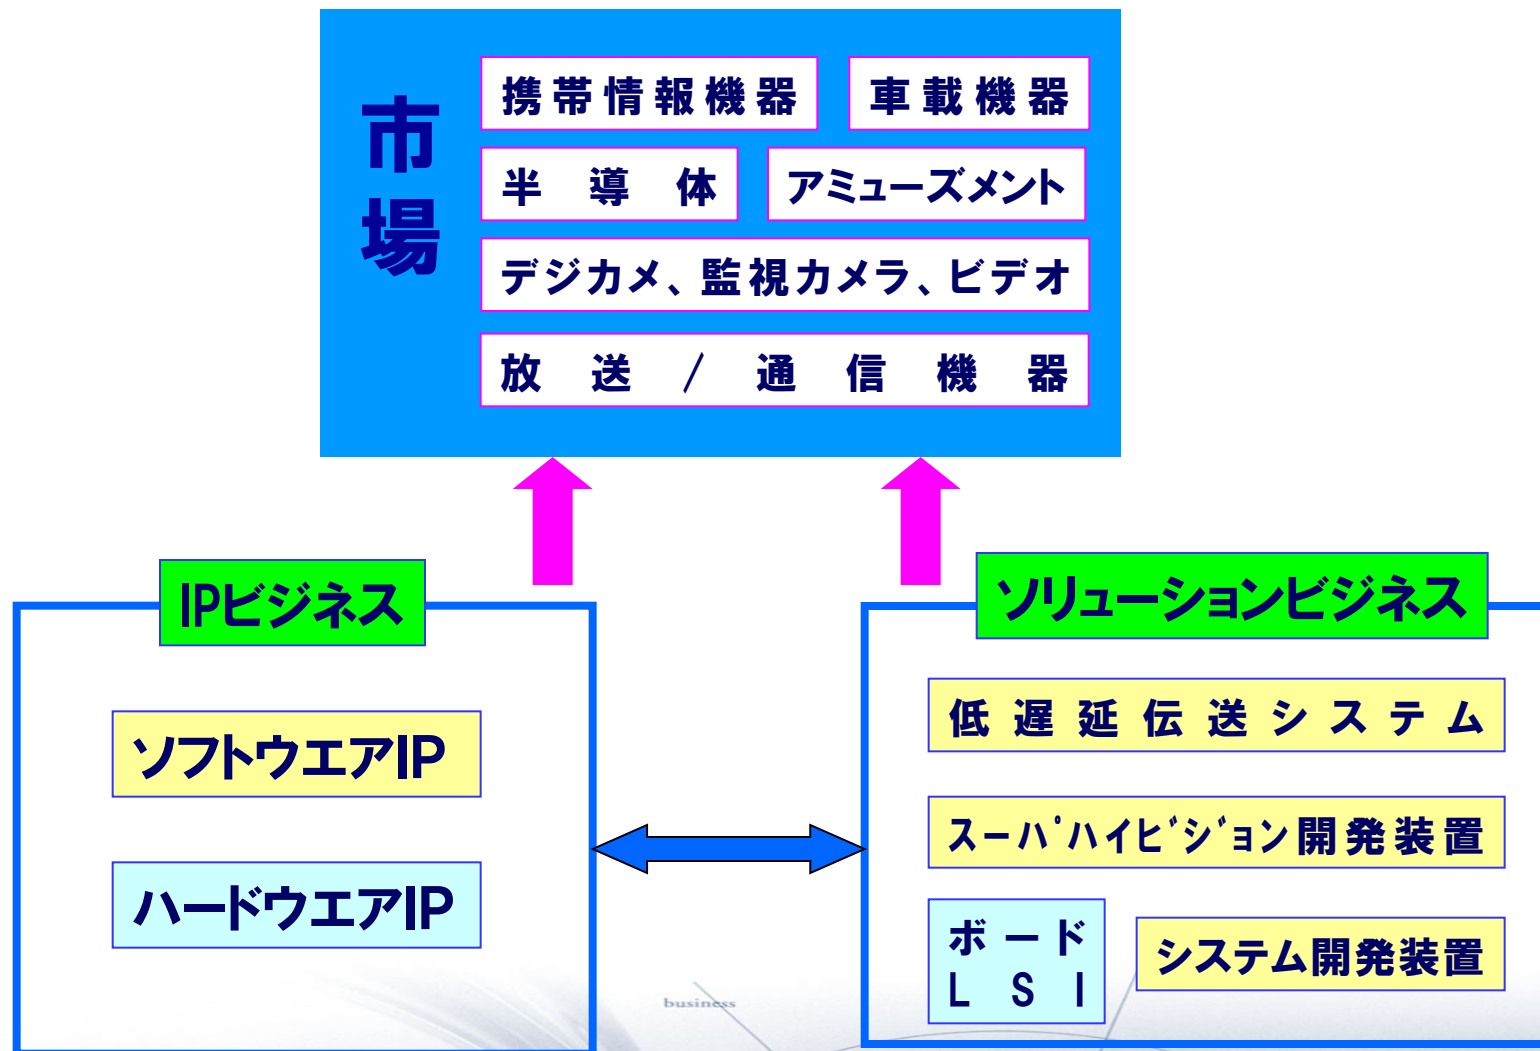 市場
携帯情報機器
車載機器
半導体
アミューズメント
デジカメ、監視カメラ、ビデオ
放送/通信機器
IPビジネス
ソフトウエアIP
ハードウエアIP
ソリューションビジネス
低遅延伝送システム
スーパハイビジョン開発装置
ボード
LSI
システム開発装置
business